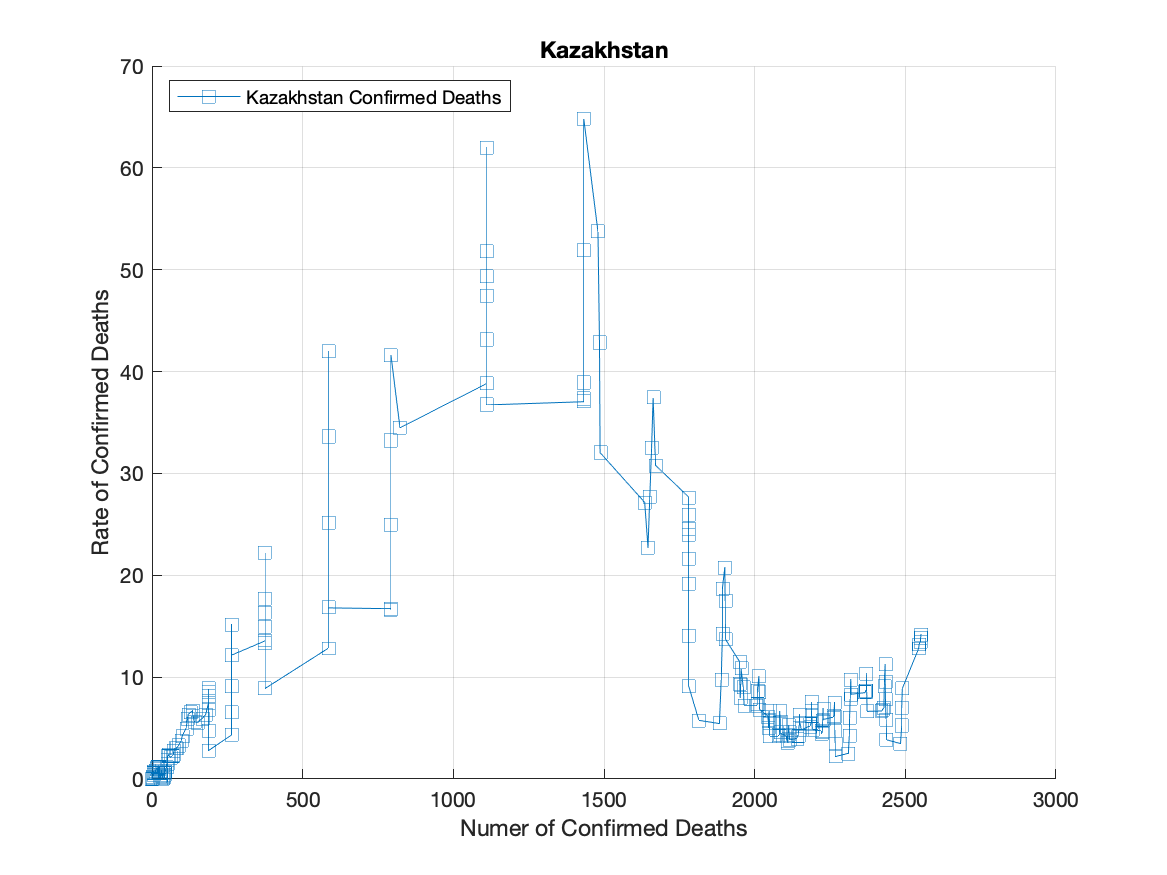 Kazakhstan
Kazakhstan Confirmed Deaths
Rate of Confirmed Deaths
70
60
50
40
30
20
10
0
0 500 1000 1500 2000 2500 3000
Numer of Confirmed Deaths